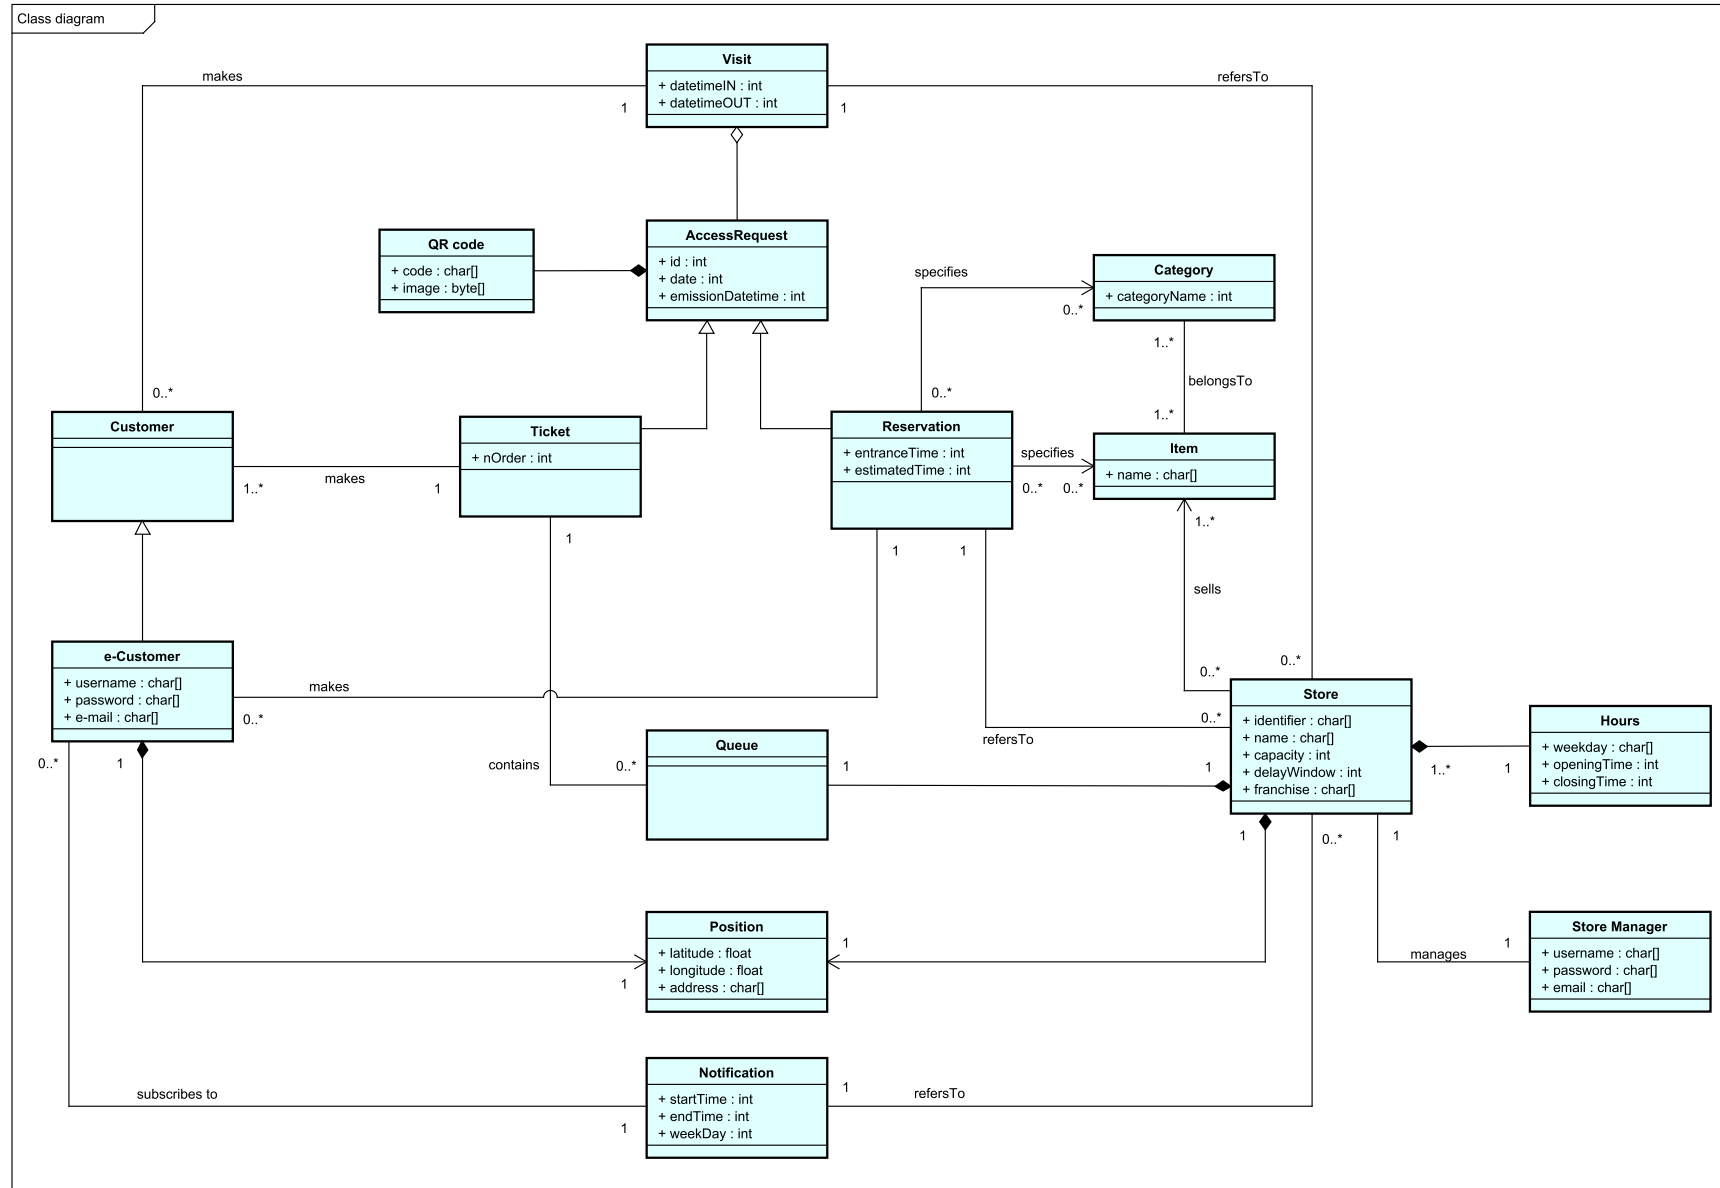 Class diagram
Visit
+ datetimeIN : int
+ datetimeOUT : int
makes
1
1
refersTo
QR code
+ code : char[]
+ image : byte[]
AccessRequest
+ id : int
+ date : int
+ emissionDatetime : int
specifies
0..*
Category
+ categoryName : int
1..*
belongsTo
1..*
0..*
0..*
Customer
1..*
makes
1
Ticket
+ nOrder : int
1
Reservation
+ entranceTime : int
+ estimatedTime : int
specifies
0..*
0..*
Item
+ name : char[]
1..*
1
1
sells
0..*
0..*
e-Customer
+ username : char[]
+ password : char[]
+ e-mail : char[]
makes
0..*
0..*
1
contains
0..*
Queue
1
refersTo
0..*
1
Store
+ identifier : char[]
+ name : char[]
+ capacity : int
+ delayWindow : int
+ franchise : char[]
1..*
1
Hours
+ weekday : char[]
+ openingTime : int
+ closingTime : int
1
0..*
1
Position
+ latitude : float
+ longitude : float
+ address : char[]
1
1
manages
1
Store Manager
+ username : char[]
+ password : char[]
+ email : char[]
Notification
+ startTime : int
+ endTime : int
+ weekDay : int
subscribes to
1
1
refersTo